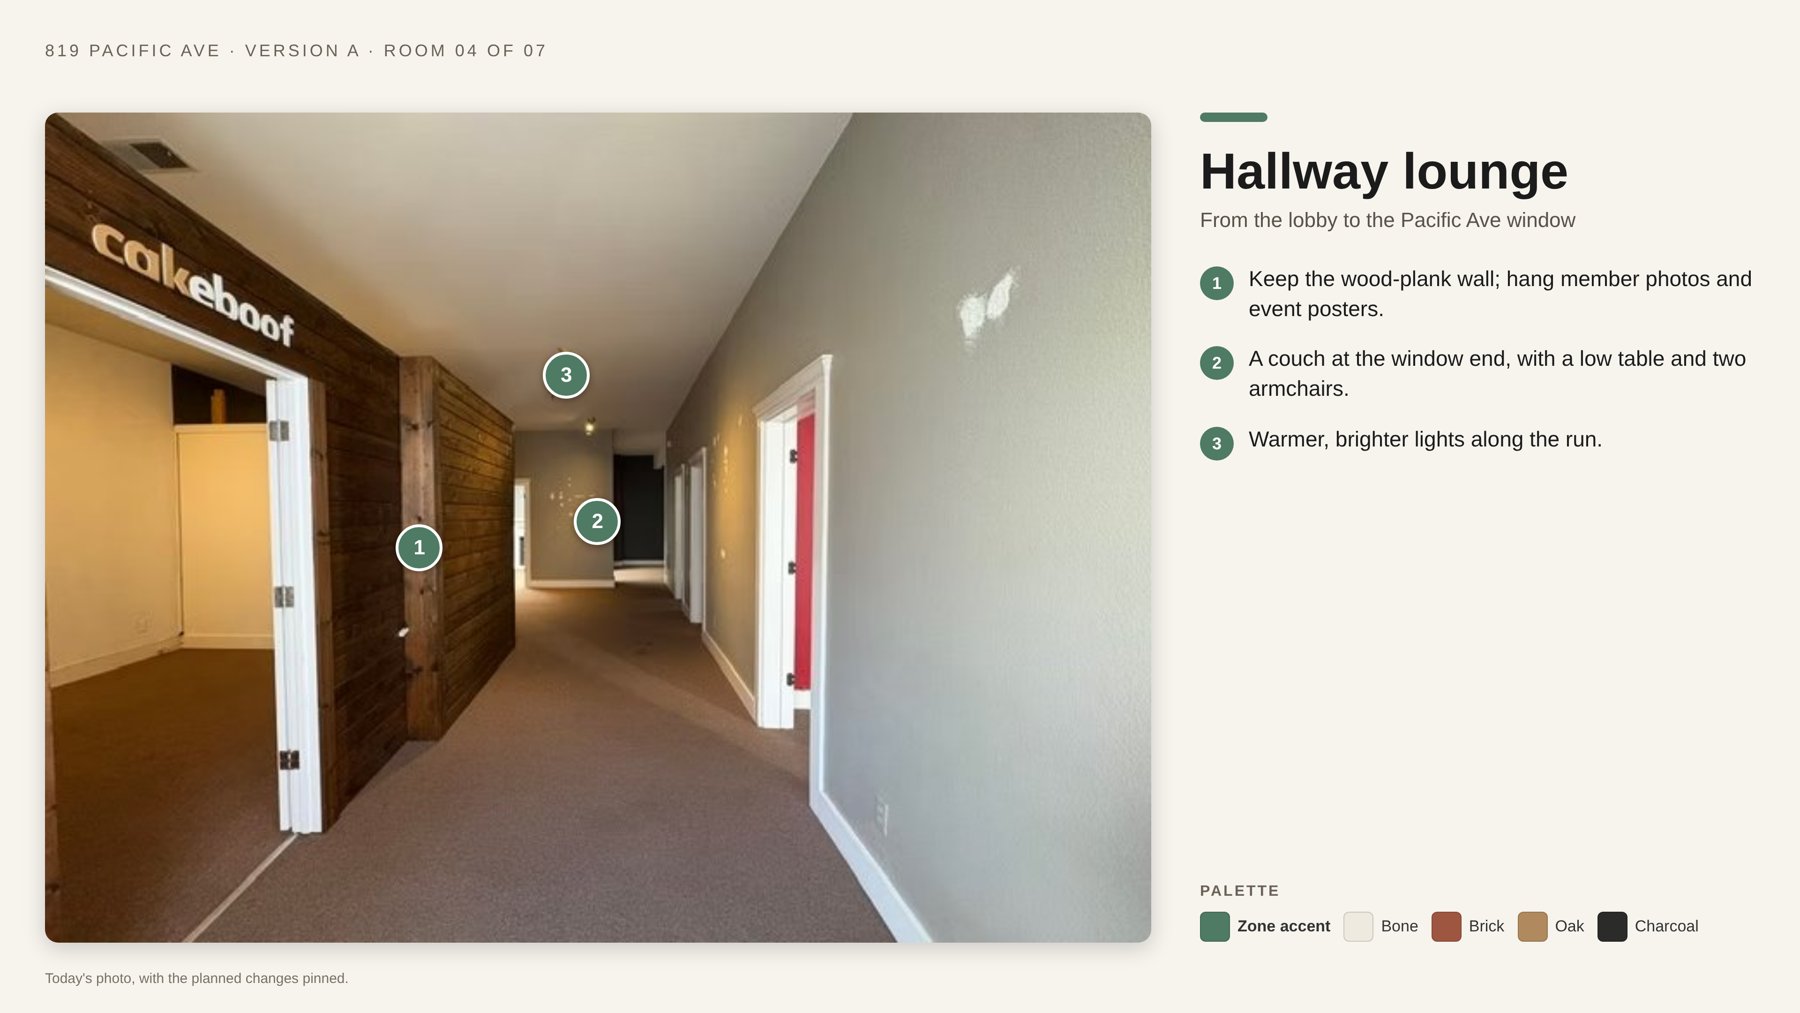 819 PACIFIC AVE · VERSION A · ROOM 04 OF 07
cakeboof
3
2
1
Hallway lounge
From the lobby to the Pacific Ave window
1 Keep the wood-plank wall; hang member photos and
event posters.
2 A couch at the window end, with a low table and two
armchairs.
3 Warmer, brighter lights along the run.
PALETTE
Zone accent Bone Brick Oak Charcoal
Today's photo, with the planned changes pinned.